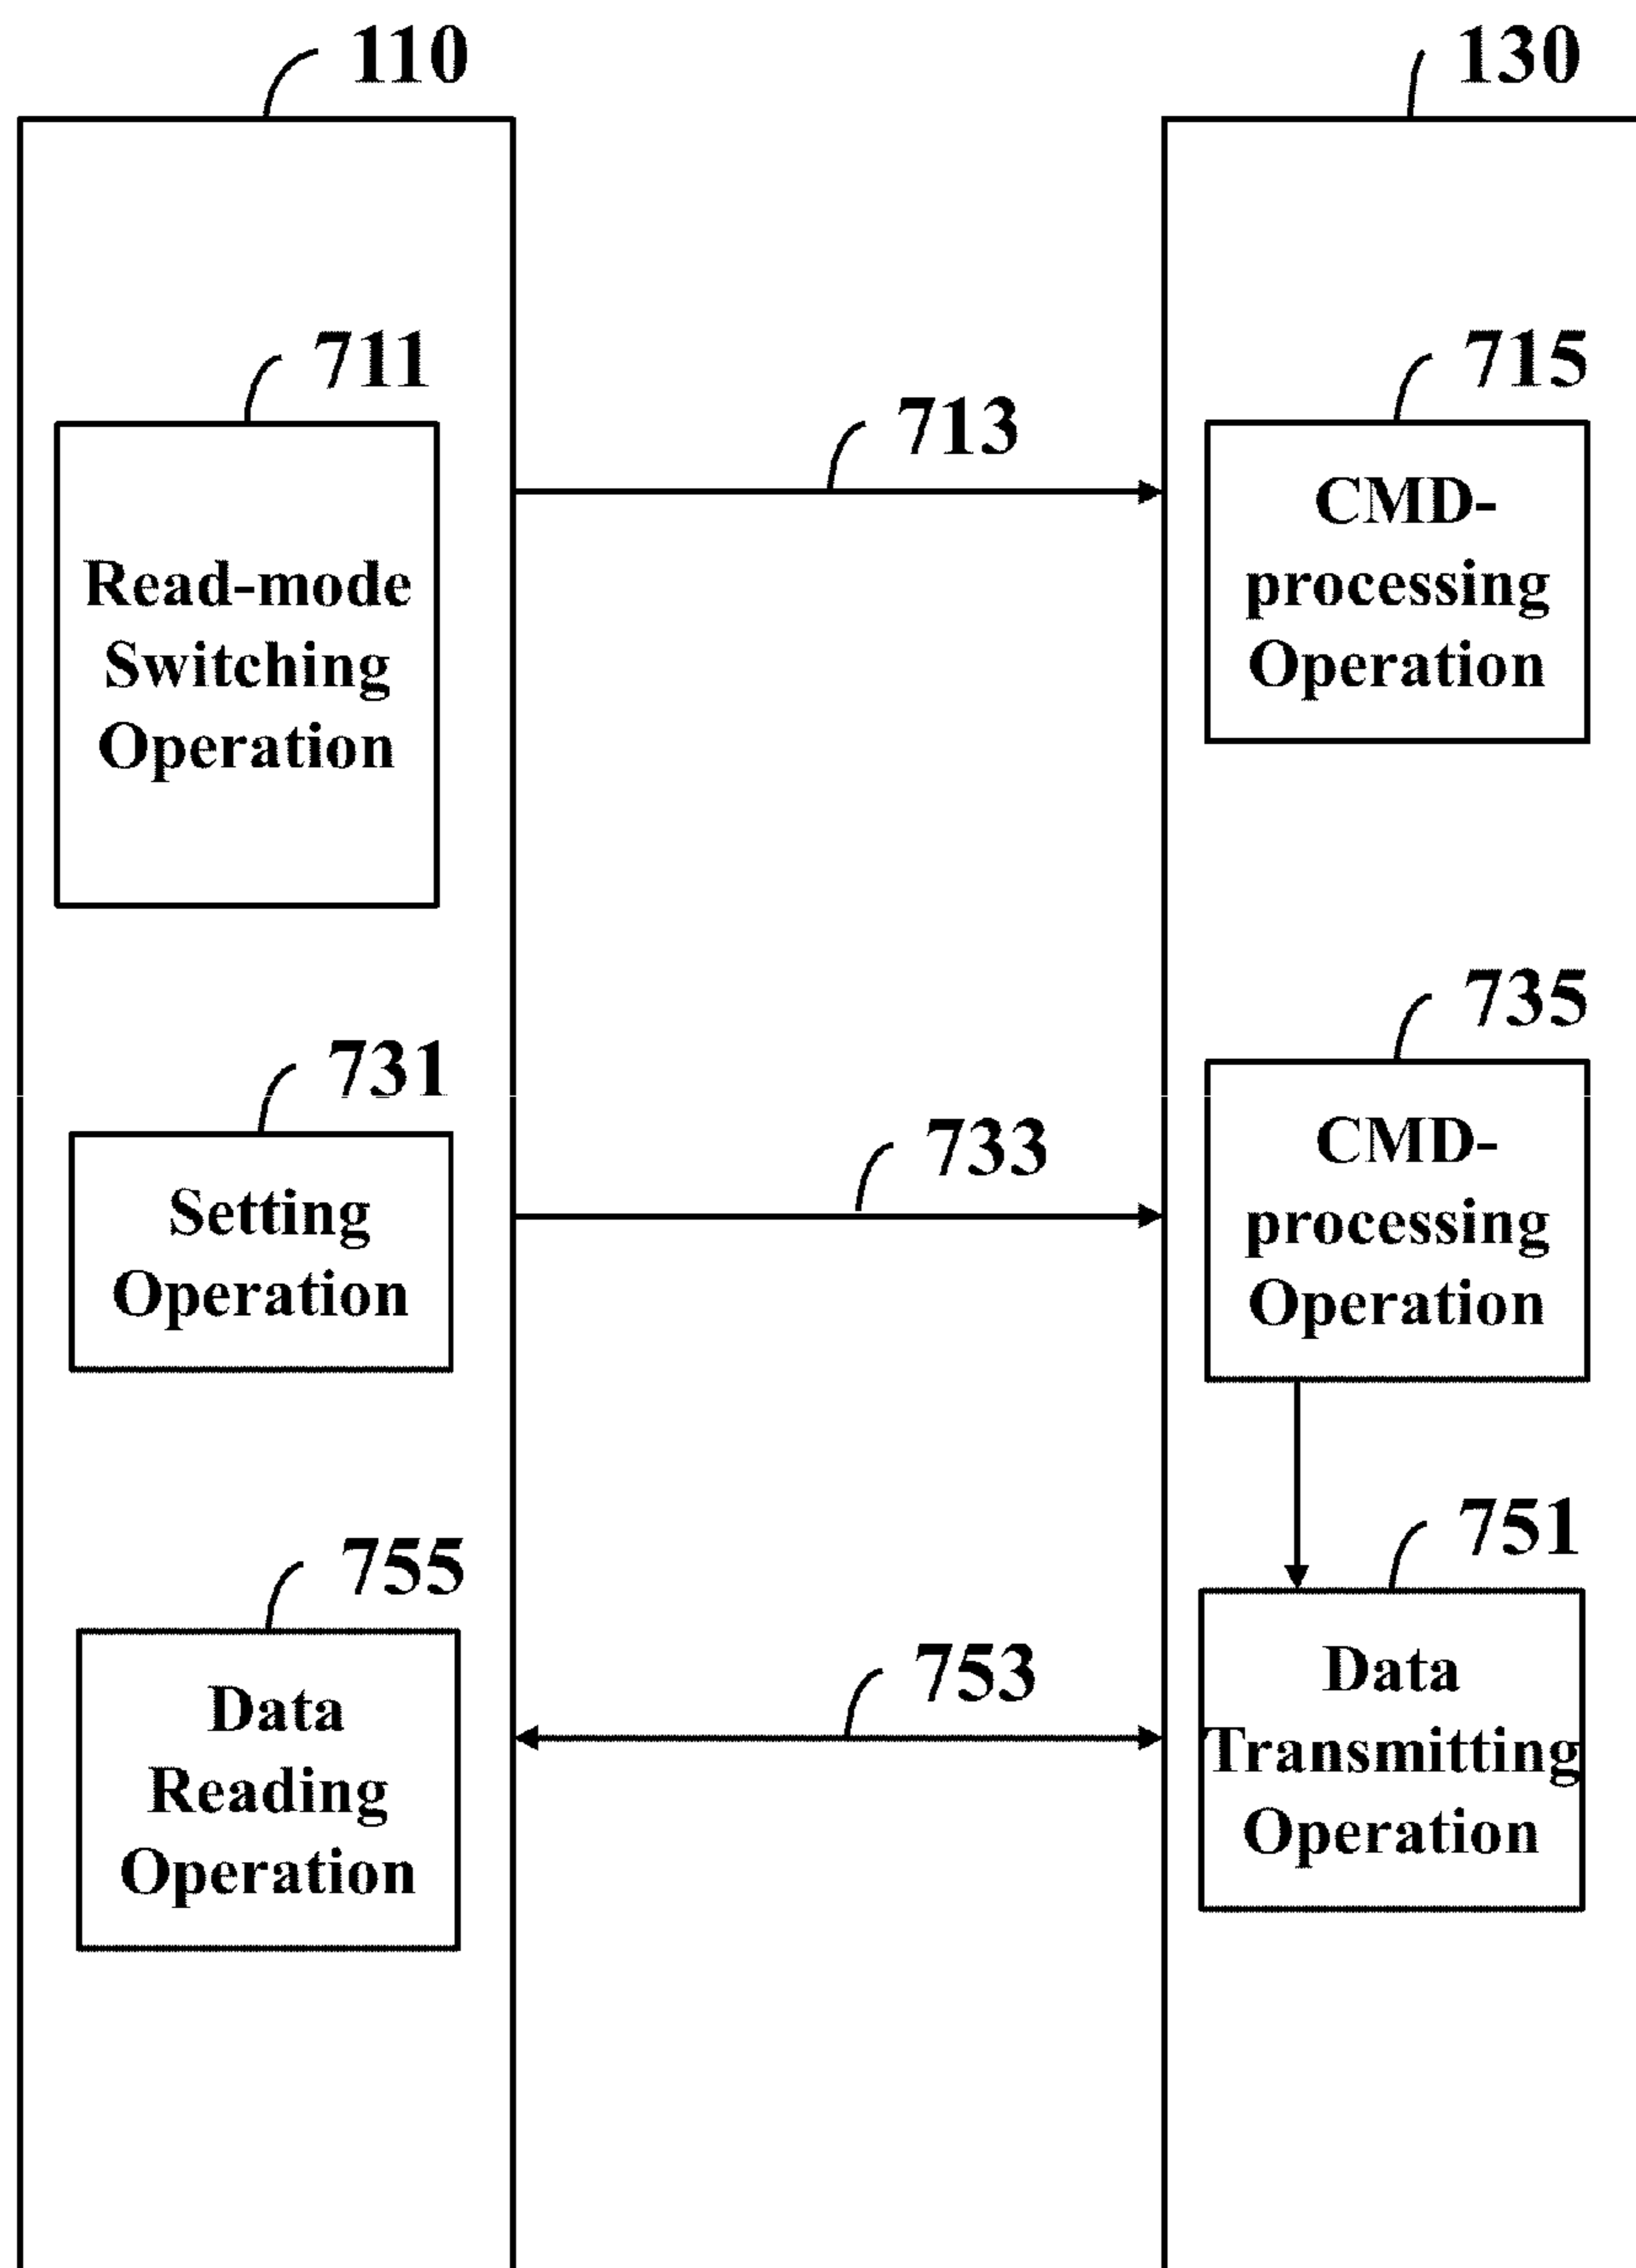 110
130
711
713
715
Read-mode
Switching
Operation
CMD-
processing
Operation
731
733
735
Setting
Operation
CMD-
processing
Operation
755
753
751
Data
Reading
Operation
Data
Transmitting
Operation